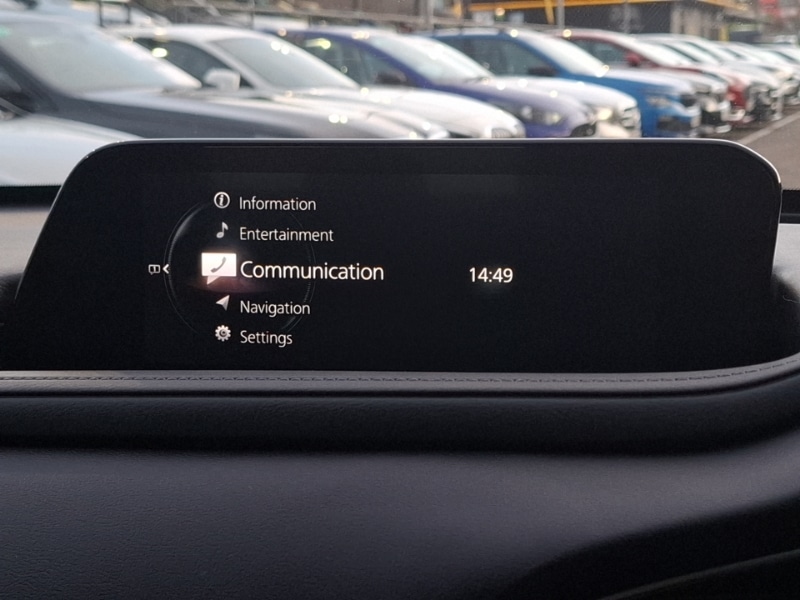 Information
Entertainment
Communication
14:49
Navigation
Settings